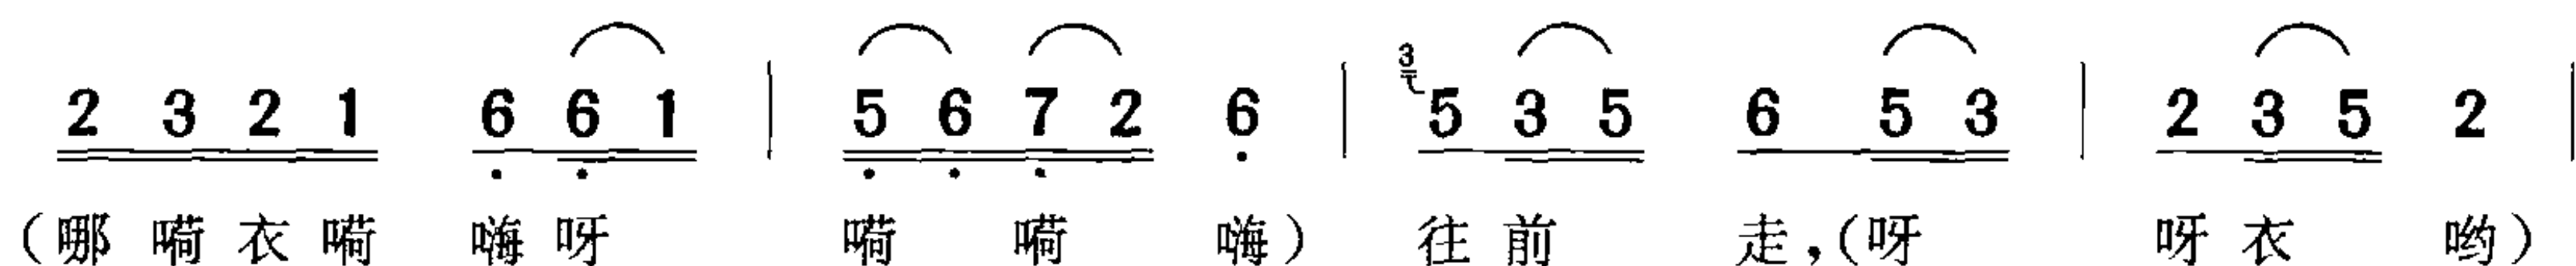 2 3 2 1 6 6 1 | 5 6 7 2 6 | 3 5 3 5 6 5 3 | 2 3 5 2 |
(哪 嗬 衣 嗬 嗨 呀 嗬 嗬 嗨) 往 前 走,(呀 呀 衣 哟)